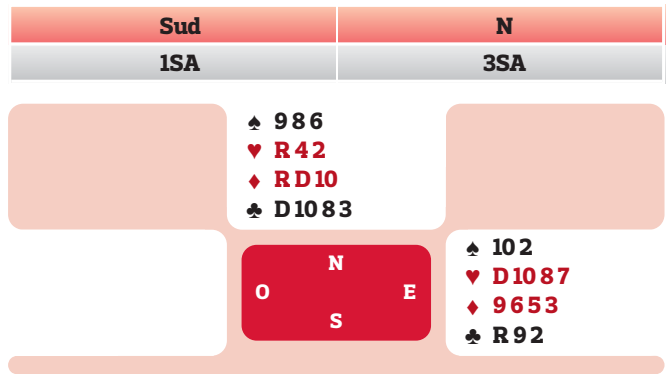 Sud N
1SA 3SA
♠ 986
♥ R42
♦ RD10
♣ D1083
N
O E
S
♠ 102
♥ D1087
♦ 9653
♣ R92